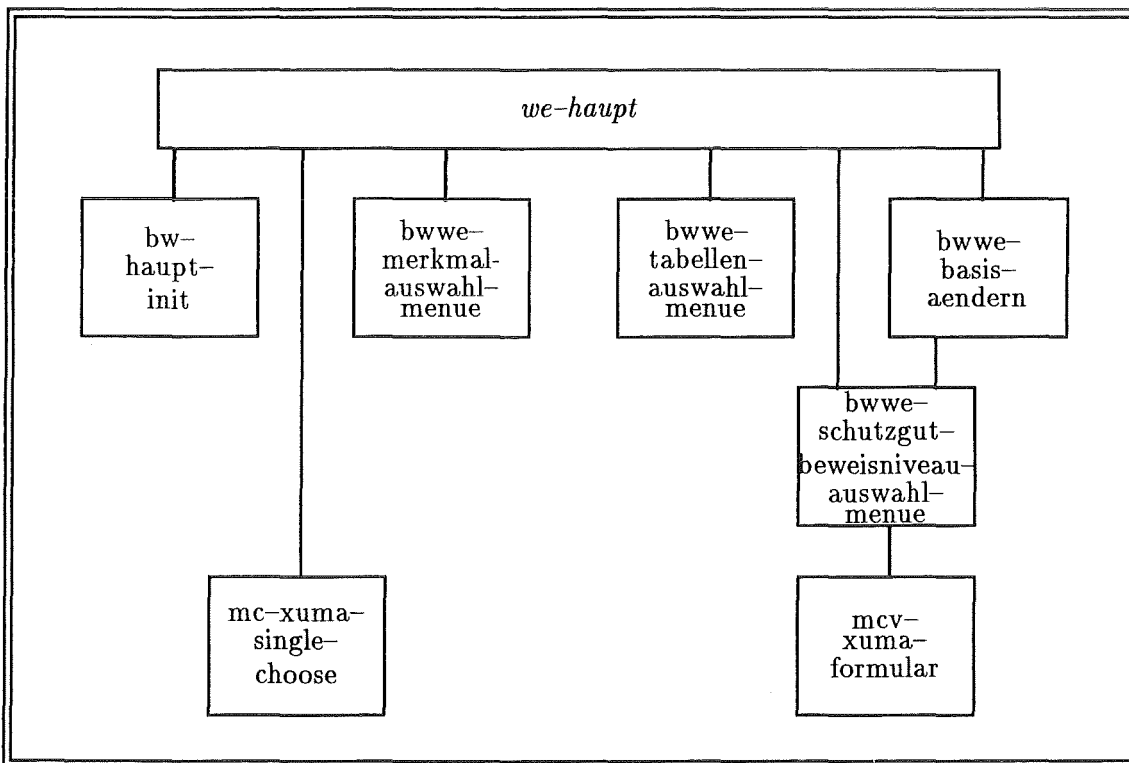 we–haupt
bw–
haupt–
init
bwwe–
merkmal-
auswahl–
menue
bwwe–
tabellen–
auswahl–
menue
bwwe–
basis–
aendern
bwwe–
schutzgut–
beweisniveau–
auswahl–
menue
mc–xuma–
single–
choose
mcv–
xuma–
formular